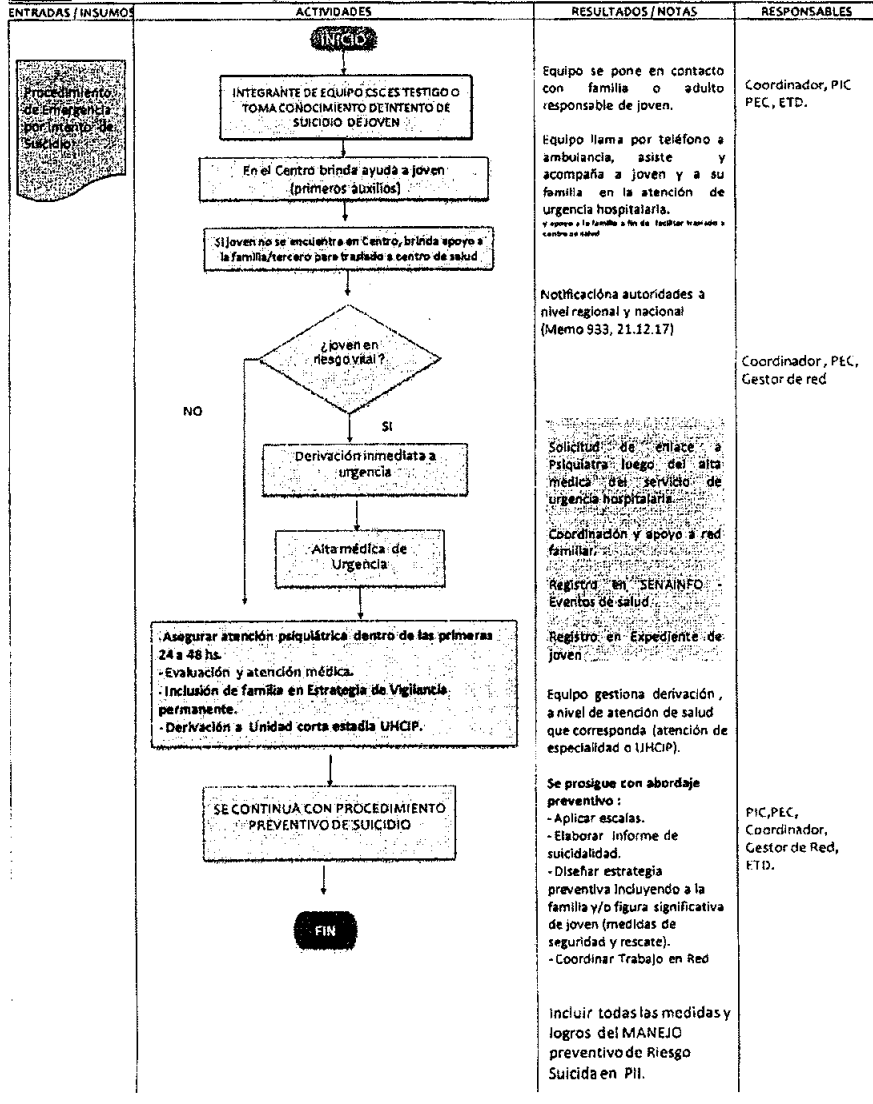 ENTRADAS / INSUMOS
ACTIVIDADES
RESULTADOS / NOTAS
RESPONSABLES
INICIO
Procedimiento
de Emergencia
por Intento de
Suicidio
INTEGRANTE DE EQUIPO CSC ES TESTIGO O
TOMA CONOCIMIENTO DE INTENTO DE
SUICIDIO DE JOVEN
En el Centro brinda ayuda a joven
(primeros auxilios)
Si joven no se encuentra en Centro, brinda apoyo a
la familia/tercero para traslado a centro de salud
¿joven en
riesgo vital?
NO
SI
Derivación inmediata a
urgencia
Alta médica de
Urgencia
-Asegurar atención psiquiátrica dentro de las primeras
24 a 48 hs.
-Evaluación y atención médica.
-Inclusión de familia en Estrategia de Vigilancia
permanente.
-Derivación a Unidad corta estadía UHCIP.
SE CONTINUA CON PROCEDIMIENTO
PREVENTIVO DE SUICIDIO
FIN
Equipo se pone en contacto
con familia o adulto
responsable de joven.
Equipo llama por teléfono a
ambulancia, asiste y
acompaña a joven y a su
familia en la atención de
urgencia hospitalaria.
y apoyo a la familia a fin de facilitar traslado a
centro de salud
Notificacióna autoridades a
nivel regional y nacional
(Memo 933, 21.12.17)
Solicitud de enlace a
Psiquiatra luego del alta
médica del servicio de
urgencia hospitalaria.
Coordinación y apoyo a red
familiar.
Registro en SENAINFO -
Eventos de salud.
Registro en Expediente de
joven
Equipo gestiona derivación ,
a nivel de atención de salud
que corresponda (atención de
especialidad o UHCIP).
Se prosigue con abordaje
preventivo :
-Aplicar escalas.
-Elaborar Informe de
suicidalidad.
-Diseñar estrategia
preventiva Incluyendo a la
familia y/o figura significativa
de joven (medidas de
seguridad y rescate).
-Coordinar Trabajo en Red
Incluir todas las medidas y
logros del MANEJO
preventivo de Riesgo
Suicida en PII.
Coordinador, PIC
PEC, ETD.
Coordinador , PEC,
Gestor de red
PIC,PEC,
Coordinador,
Gestor de Red,
ETD.